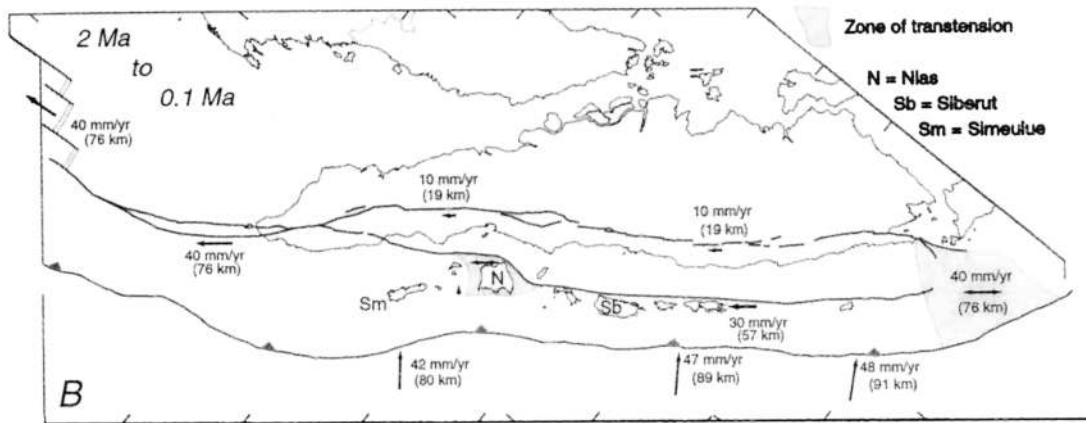 2 Ma
to
0.1 Ma
Zone of transtension
N = Nias
Sb = Siberut
Sm = Simeulue
40 mm/yr
(76 km)
10 mm/yr
(19 km)
10 mm/yr
(19 km)
40 mm/yr
(76 km)
40 mm/yr
(76 km)
N
Sm
Sb
30 mm/yr
(57 km)
42 mm/yr
(80 km)
47 mm/yr
(89 km)
48 mm/yr
(91 km)
B